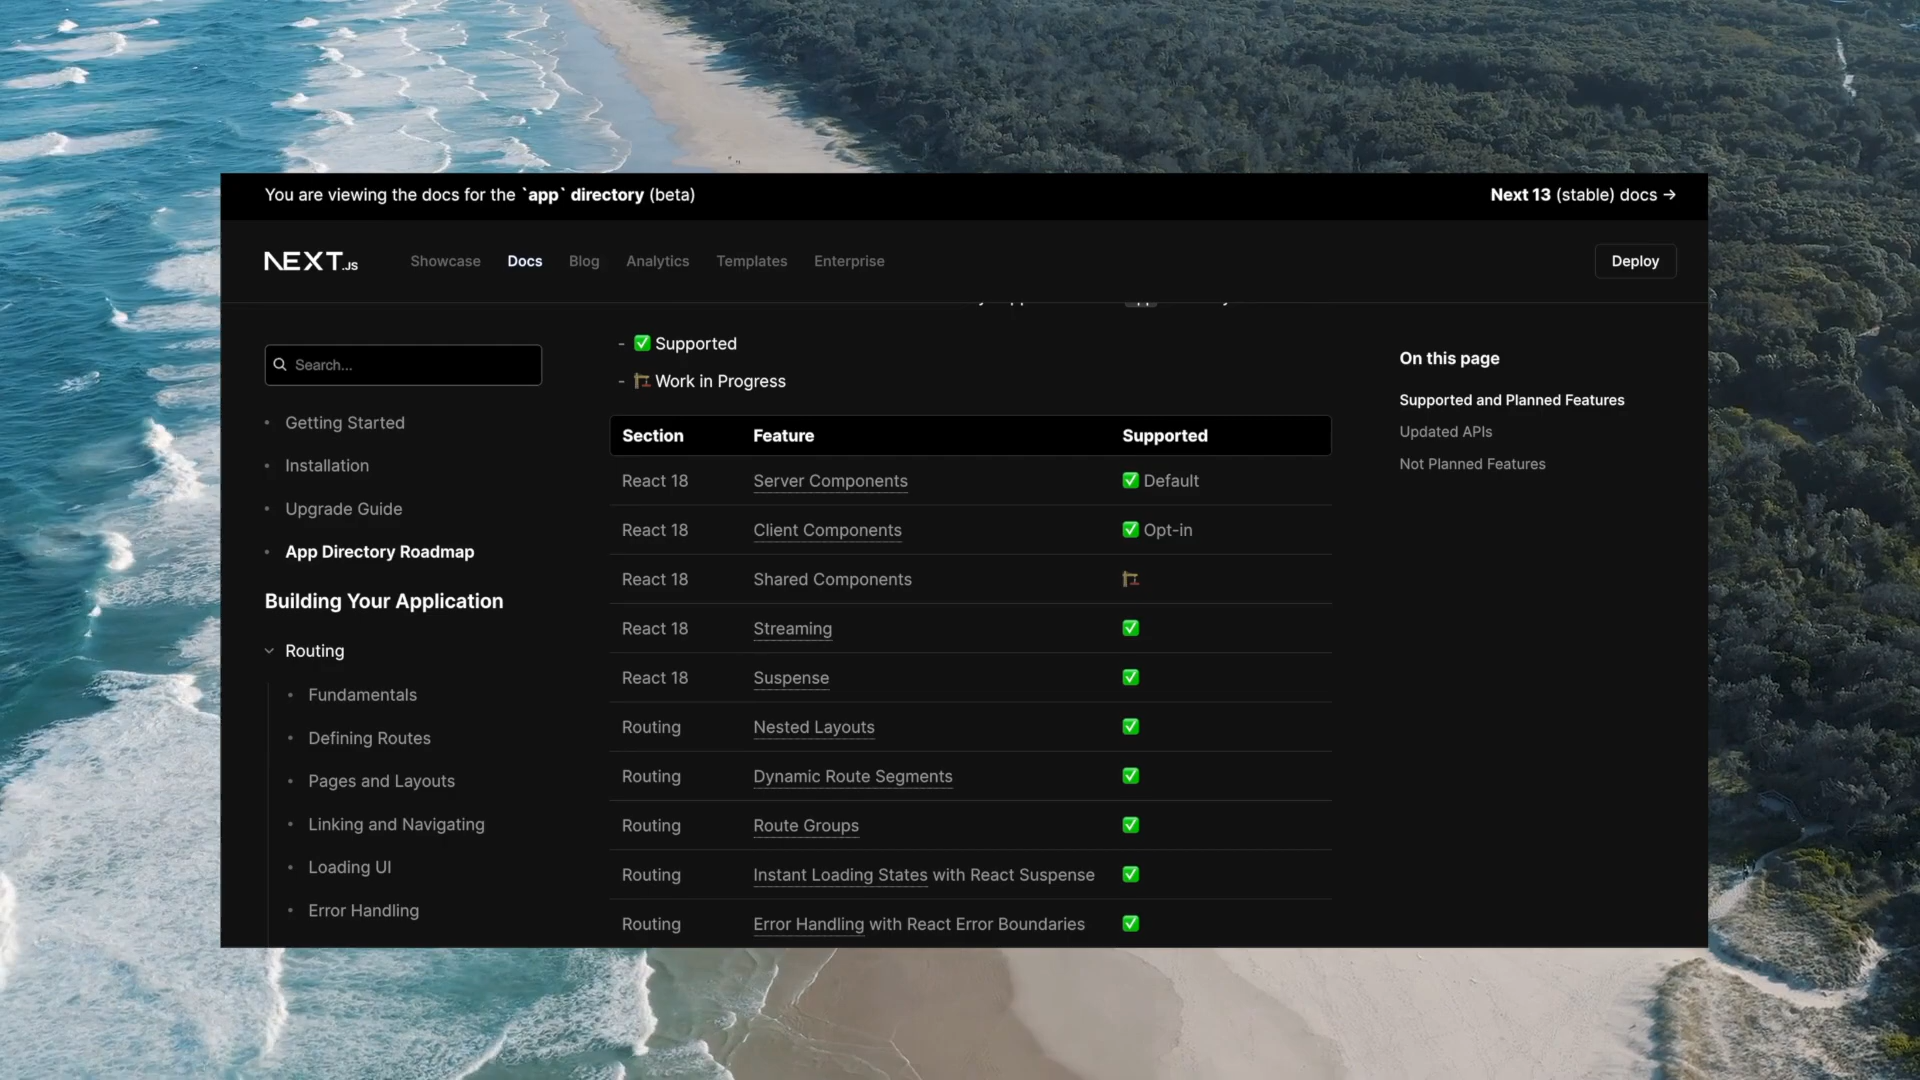 You are viewing the docs for the `app` directory (beta)
Next 13 (stable) docs →
NEXT.JS
Showcase
Docs
Blog
Analytics
Templates
Enterprise
Deploy
Search...
Getting Started
Installation
Upgrade Guide
App Directory Roadmap
Building Your Application
Routing
Fundamentals
Defining Routes
Pages and Layouts
Linking and Navigating
Loading UI
Error Handling
- ✅ Supported
- 🏗️ Work in Progress
Section Feature Supported
React 18 Server Components ✅ Default
React 18 Client Components ✅ Opt-in
React 18 Shared Components 🏗️
React 18 Streaming ✅
React 18 Suspense ✅
Routing Nested Layouts ✅
Routing Dynamic Route Segments ✅
Routing Route Groups ✅
Routing Instant Loading States with React Suspense ✅
Routing Error Handling with React Error Boundaries ✅
On this page
Supported and Planned Features
Updated APIs
Not Planned Features